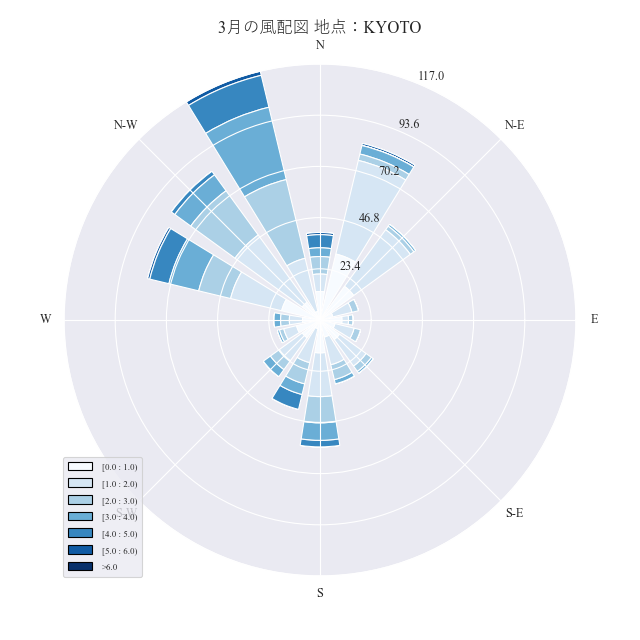 3月の風配図 地点：KYOTO
N
117.0
93.6
N-W
N-E
70.2
46.8
23.4
W
E
[0.0 : 1.0)
[1.0 : 2.0)
[2.0 : 3.0)
[3.0 : 4.0)
[4.0 : 5.0)
[5.0 : 6.0)
>6.0
S-W
S-E
S